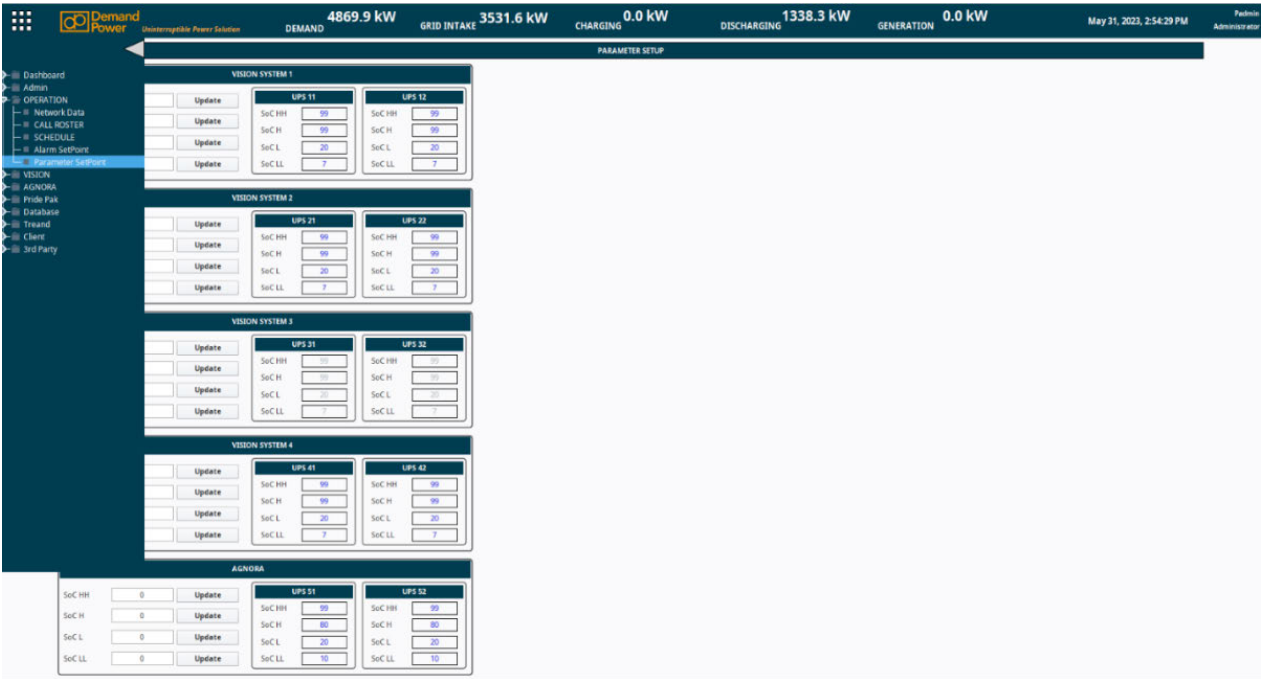 Demand Power Uninterruptible Power Solution DEMAND 4869.9 kW GRID INTAKE 3531.6 kW CHARGING 0.0 kW DISCHARGING 1338.3 kW GENERATION 0.0 kW May 31, 2023, 2:54:29 PM Padmin Administrator
PARAMETER SETUP
Dashboard
Admin
OPERATION
Network Data
CALL ROSTER
SCHEDULE
Alarm SetPoint
Parameter SetPoint
VISION
AGNORA
Pride Pak
Database
Treand
Client
3rd Party
VISION SYSTEM 1
UPS 11 UPS 12
Update SoC HH 99 SoC HH 99
Update SoC H 99 SoC H 99
Update SoC L 20 SoC L 20
Update SoC LL 7 SoC LL 7
VISION SYSTEM 2
UPS 21 UPS 22
Update SoC HH 99 SoC HH 99
Update SoC H 99 SoC H 99
Update SoC L 20 SoC L 20
Update SoC LL 7 SoC LL 7
VISION SYSTEM 3
UPS 31 UPS 32
Update SoC HH 99 SoC HH 99
Update SoC H 99 SoC H 99
Update SoC L 20 SoC L 20
Update SoC LL 7 SoC LL 7
VISION SYSTEM 4
UPS 41 UPS 42
Update SoC HH 99 SoC HH 99
Update SoC H 99 SoC H 99
Update SoC L 20 SoC L 20
Update SoC LL 7 SoC LL 7
AGNORA
UPS 51 UPS 52
SoC HH 0 Update SoC HH 99 SoC HH 99
SoC H 0 Update SoC H 80 SoC H 80
SoC L 0 Update SoC L 20 SoC L 20
SoC LL 0 Update SoC LL 10 SoC LL 10